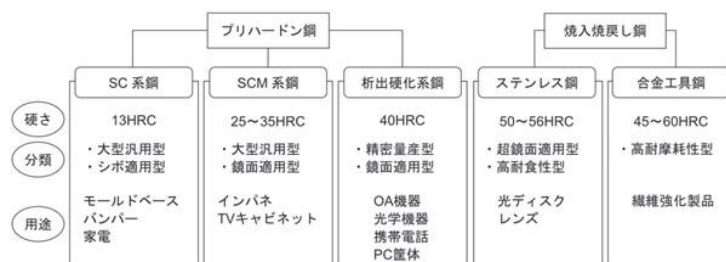 プリハードン鋼
焼入焼戻し鋼
SC 系鋼
SCM 系鋼
析出硬化系鋼
ステンレス鋼
合金工具鋼
硬さ
13HRC
25〜35HRC
40HRC
50〜56HRC
45〜60HRC
分類
・大型汎用型
・シボ適用型
・大型汎用型
・鏡面適用型
・精密量産型
・鏡面適用型
・超鏡面適用型
・高耐食性型
・高耐摩耗性型
用途
モールドベース
バンパー
家電
インパネ
TVキャビネット
OA機器
光学機器
携帯電話
PC筐体
光ディスク
レンズ
繊維強化製品